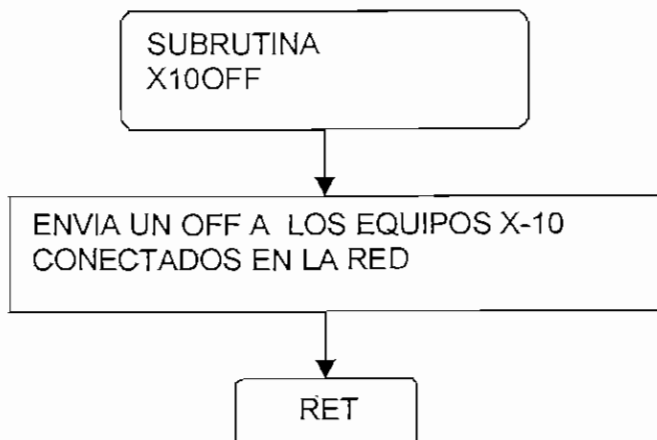 SUBRUTINA
X10OFF
ENVIA UN OFF A LOS EQUIPOS X-10
CONECTADOS EN LA RED
RET